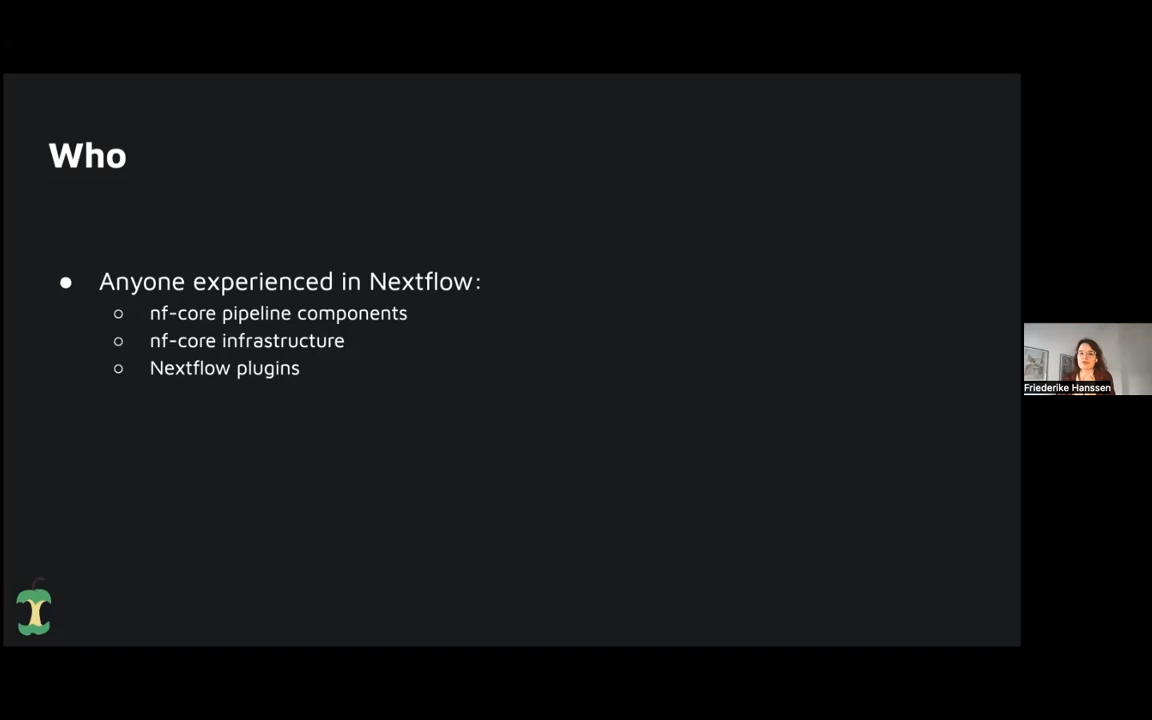 Who
● Anyone experienced in Nextflow:
○ nf-core pipeline components
○ nf-core infrastructure
○ Nextflow plugins
Friederike Hanssen